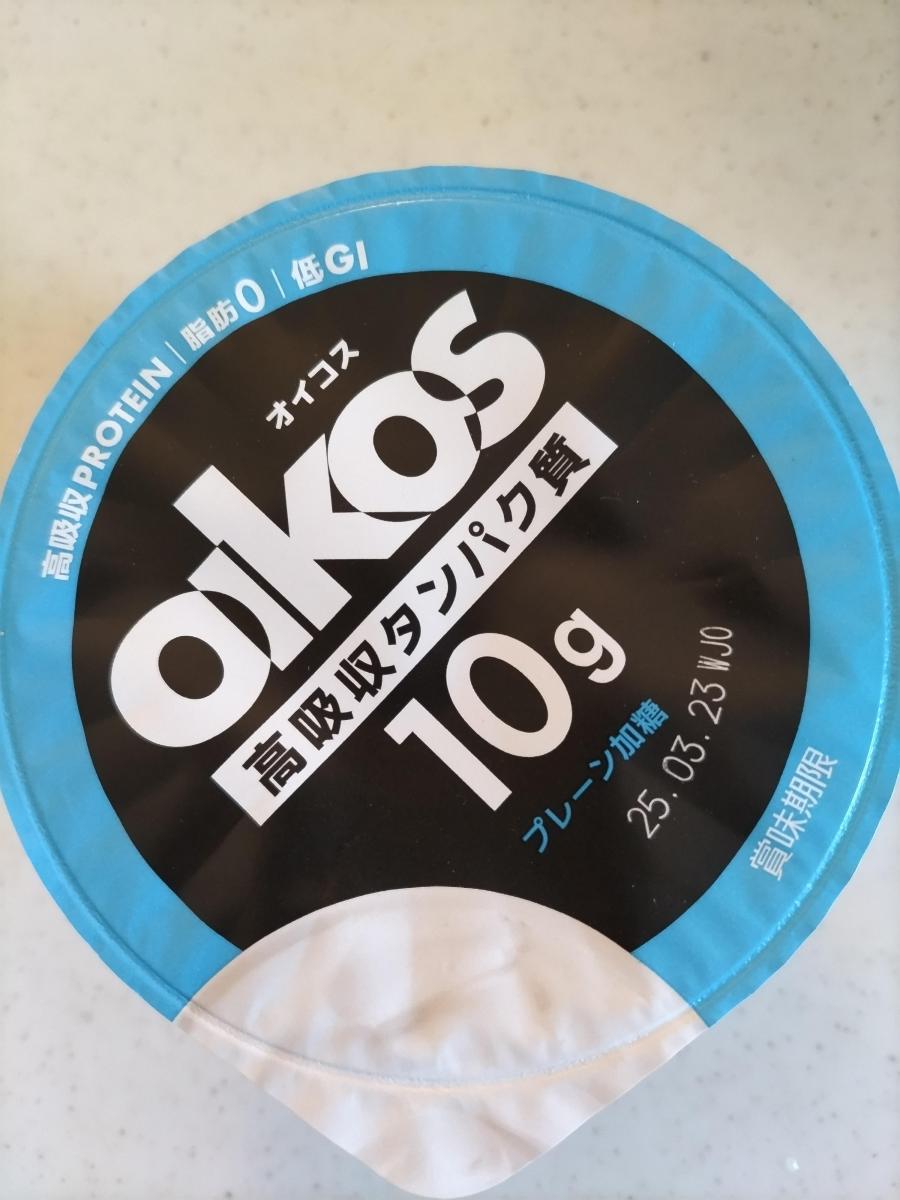 高吸収PROTEIN｜脂肪0｜低GI
オイコス
oikos
高吸収タンパク質
10g
プレーン加糖
25.03.23 WJO
賞味期限